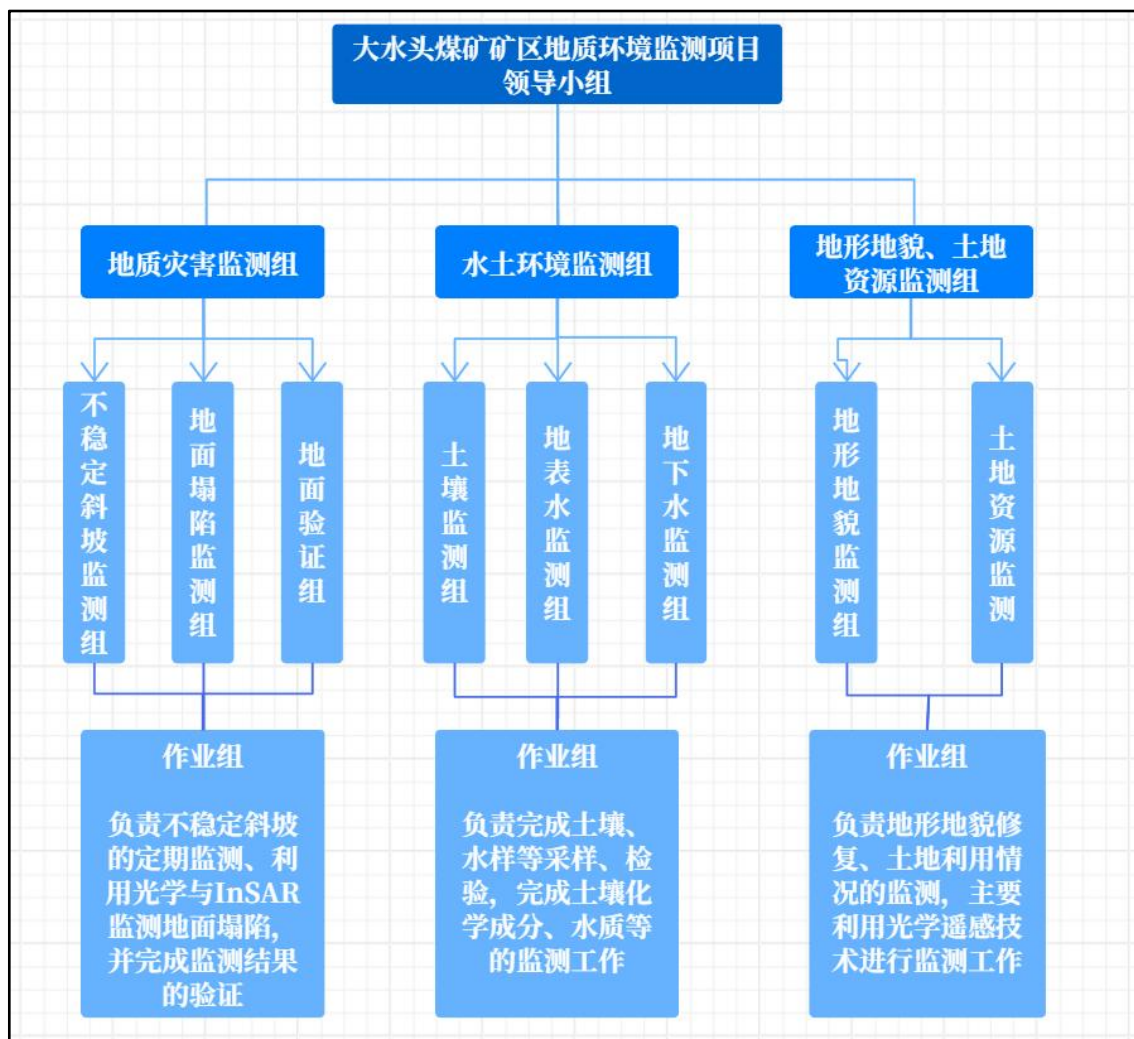 大水头煤矿矿区地质环境监测项目
领导小组
地质灾害监测组
水土环境监测组
地形地貌、土地
资源监测组
不稳定斜坡监测组
地面塌陷监测组
地面验证组
土壤监测组
地表水监测组
地下水监测组
地形地貌监测组
土地资源监测
作业组
负责不稳定斜坡
的定期监测、利
用光学与InSAR
监测地面塌陷,
并完成监测结果
的验证
作业组
负责完成土壤、
水样等采样、检
验，完成土壤化
学成分、水质等
的监测工作
作业组
负责地形地貌修
复、土地利用情
况的监测，主要
利用光学遥感技
术进行监测工作